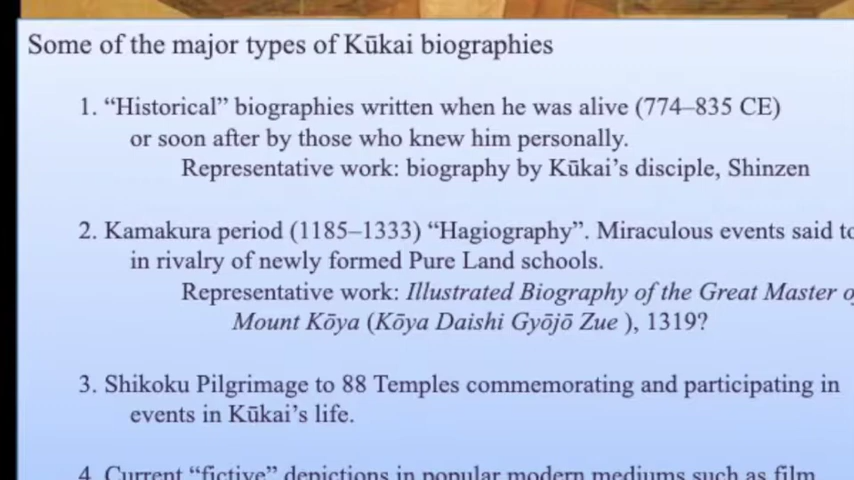 Some of the major types of Kūkai biographies
1. “Historical” biographies written when he was alive (774–835 CE)
or soon after by those who knew him personally.
Representative work: biography by Kūkai’s disciple, Shinzen
2. Kamakura period (1185–1333) “Hagiography”. Miraculous events said to
in rivalry of newly formed Pure Land schools.
Representative work: Illustrated Biography of the Great Master of
Mount Kōya (Kōya Daishi Gyōjō Zue ), 1319?
3. Shikoku Pilgrimage to 88 Temples commemorating and participating in
events in Kūkai’s life.
4. Current “fictive” depictions in popular modern mediums such as film